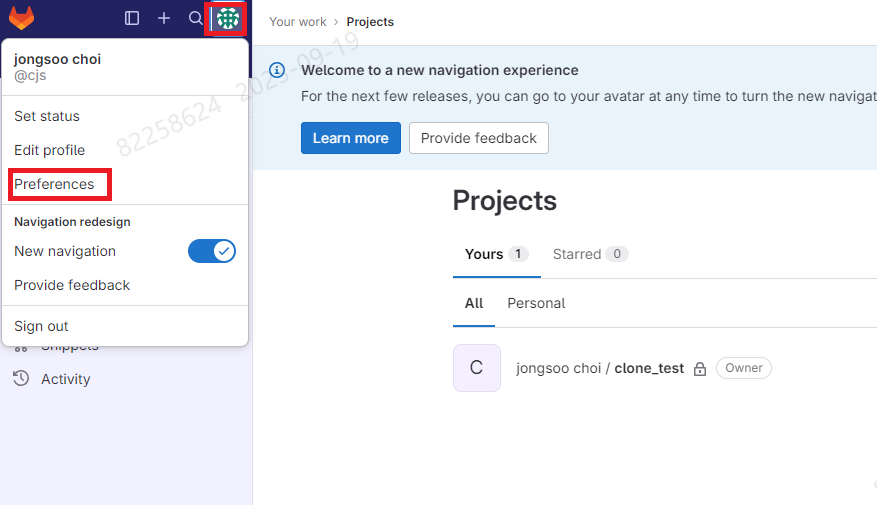 Your work › Projects
jongsoo choi
@cjs
Set status
Edit profile
Preferences
Navigation redesign
New navigation
Provide feedback
Sign out
Snippets
Activity
Welcome to a new navigation experience
For the next few releases, you can go to your avatar at any time to turn the new navigat
Learn more
Provide feedback
Projects
Yours 1
Starred 0
All
Personal
C
jongsoo choi / clone_test
Owner
82258624 2023-09-19